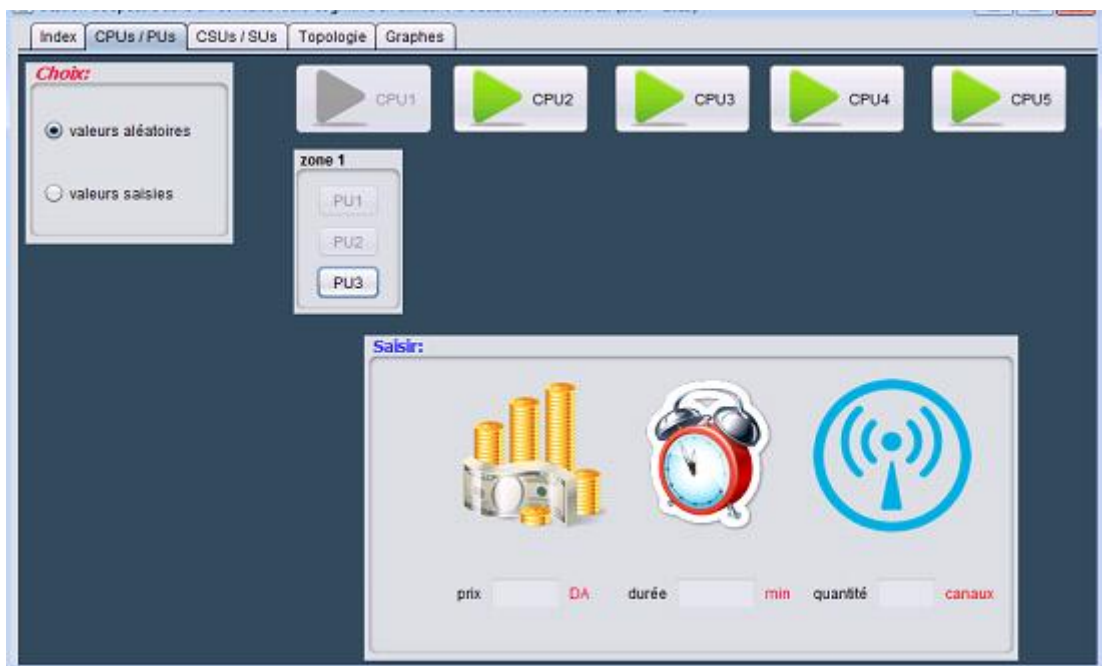 Index CPUs / PUs CSUs / SUs Topologie Graphes
Choix:
valeurs aléatoires
valeurs saisies
CPU1 CPU2 CPU3 CPU4 CPU5
zone 1
PU1
PU2
PU3
Saisir:
prix DA durée min quantité canaux